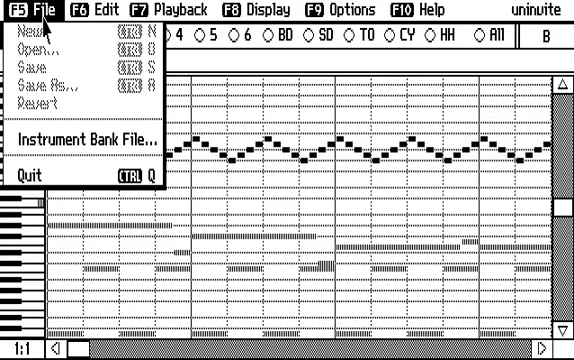 F5 File F6 Edit F7 Playback F8 Display F9 Options F10 Help uninvite
4 5 6 BD SD TO CY HH All B
New CTRL N
Open... CTRL O
Save CTRL S
Save As... CTRL A
Revert
Instrument Bank File...
Quit CTRL Q
1:1